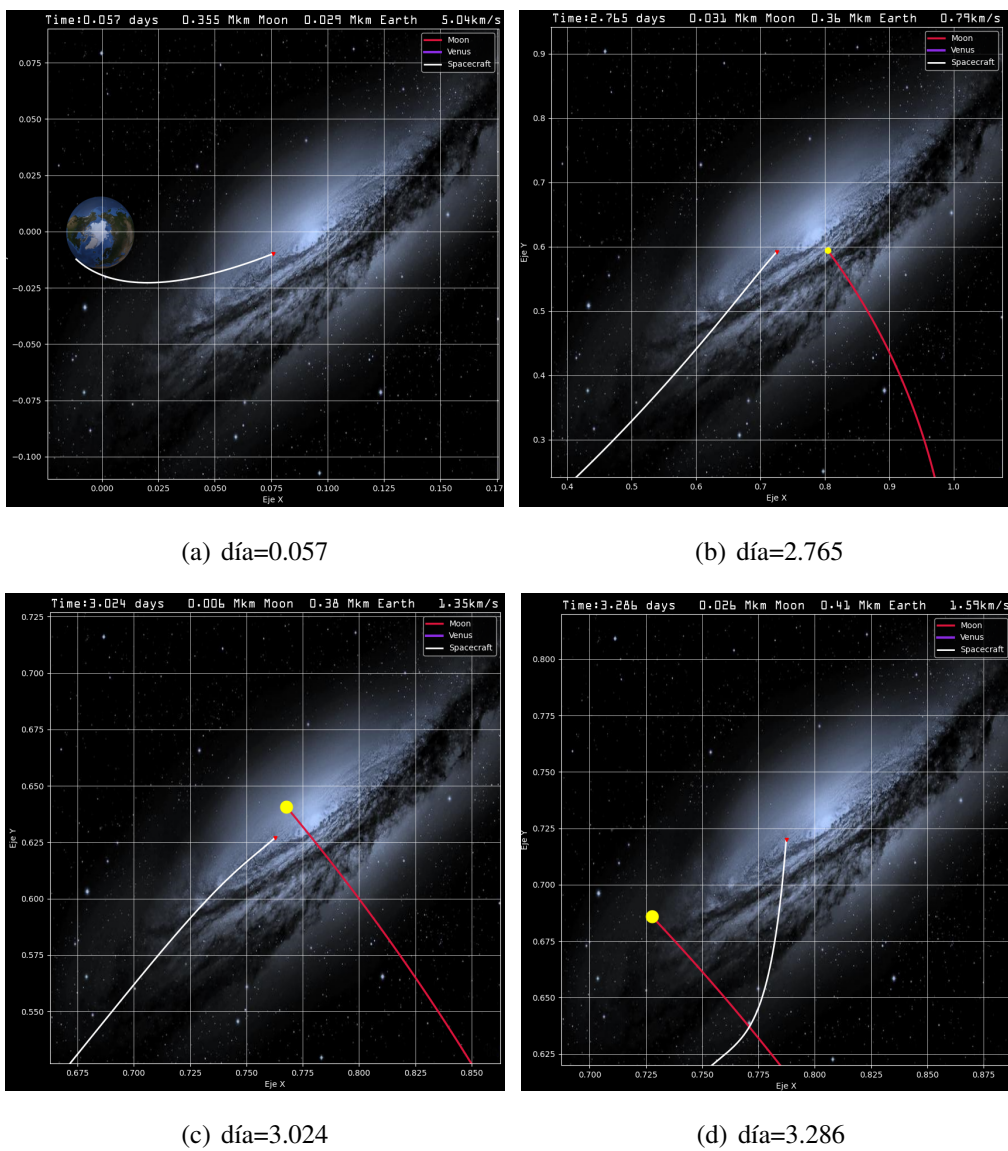 Time:0.057 days 0.355 Mkm Moon 0.029 Mkm Earth 5.04km/s
Moon
Venus
Spacecraft
0.075
0.050
0.025
0.000
−0.025
−0.050
−0.075
−0.100
0.000 0.025 0.050 0.075 0.100 0.125 0.150 0.17
Eje X
(a) día=0.057
Time:2.765 days 0.031 Mkm Moon 0.36 Mkm Earth 0.79km/s
Moon
Venus
Spacecraft
0.9
0.8
0.7
0.6
0.5
0.4
0.3
Eje Y
0.4 0.5 0.6 0.7 0.8 0.9 1.0
Eje X
(b) día=2.765
Time:3.024 days 0.006 Mkm Moon 0.38 Mkm Earth 1.35km/s
Moon
Venus
Spacecraft
0.725
0.700
0.675
0.650
0.625
0.600
0.575
0.550
Eje Y
0.675 0.700 0.725 0.750 0.775 0.800 0.825 0.850
Eje X
(c) día=3.024
Time:3.286 days 0.026 Mkm Moon 0.41 Mkm Earth 1.59km/s
Moon
Venus
Spacecraft
0.800
0.775
0.750
0.725
0.700
0.675
0.650
0.625
Eje Y
0.700 0.725 0.750 0.775 0.800 0.825 0.850 0.875
Eje X
(d) día=3.286